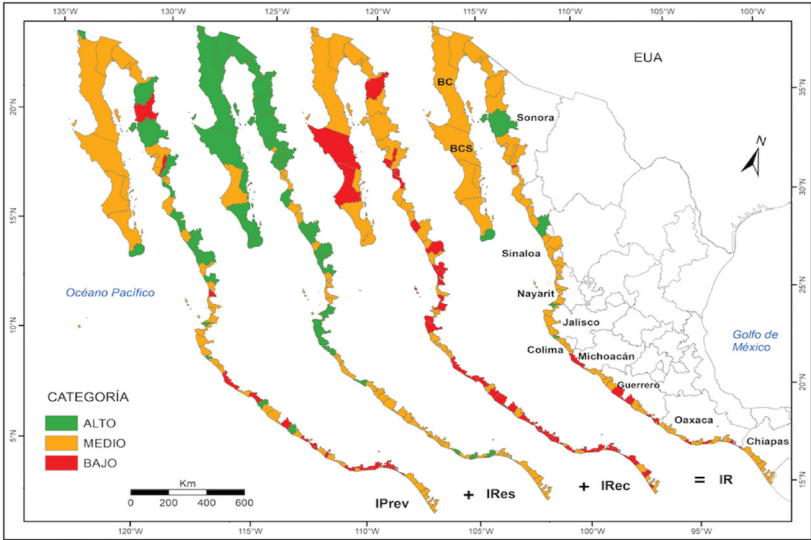 130°W 125°W 120°W 115°W 110°W 105°W 100°W
EUA
BC
35°N
20°N
Sonora
BCS
N
30°N
15°N
Sinaloa
Océano Pacífico
Nayarit
25°N
10°N
Jalisco
Golfo de
México
Colima
Michoacán
20°N
CATEGORÍA
Guerrero
ALTO
Oaxaca
MEDIO
5°N
Chiapas
BAJO
15°N
Km
0 100 200 300 400 600
IPrev + IRes + IRec = IR
120°W 115°W 110°W 105°W 100°W 95°W